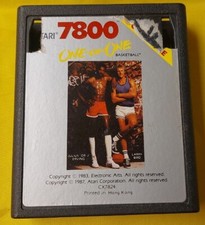 ATARI 7800
ONE-on-ONE
BASKETBALL
Copyright © 1983, Electronic Arts. All rights reserved.
Copyright © 1987, Atari Corporation. All rights reserved.
CX7824
Printed in Hong Kong